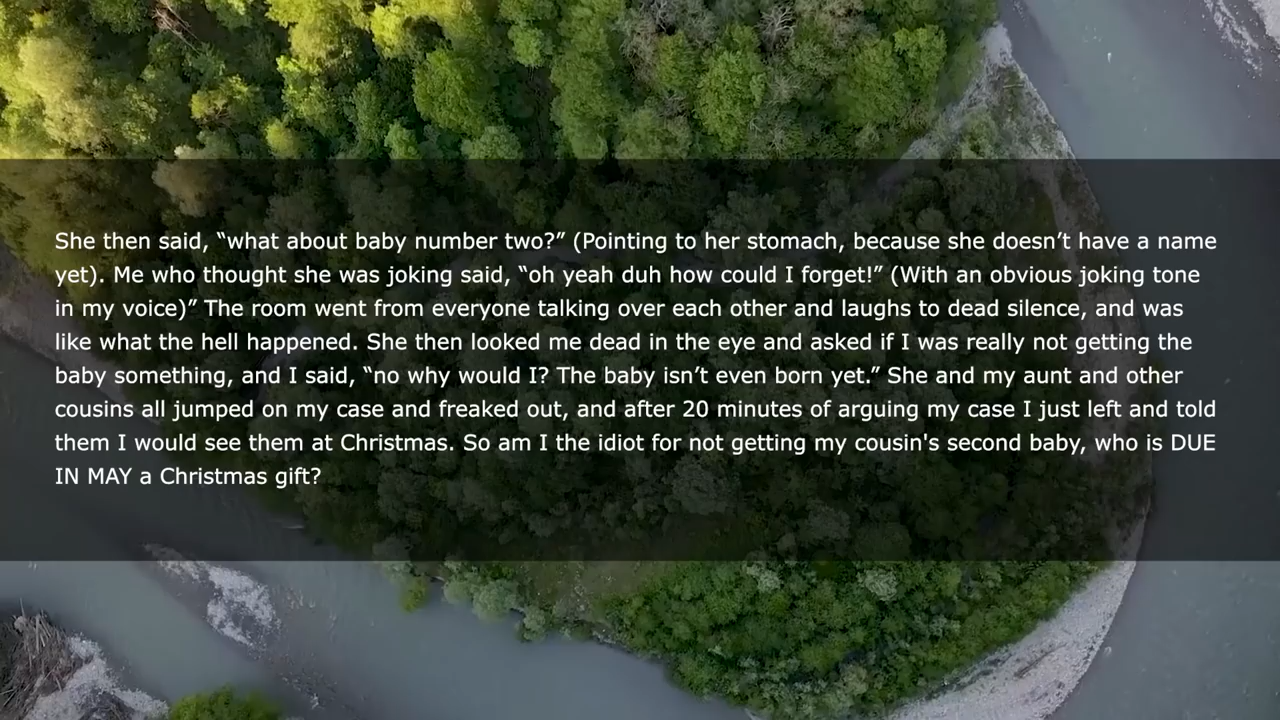 She then said, “what about baby number two?” (Pointing to her stomach, because she doesn’t have a name
yet). Me who thought she was joking said, “oh yeah duh how could I forget!” (With an obvious joking tone
in my voice)” The room went from everyone talking over each other and laughs to dead silence, and was
like what the hell happened. She then looked me dead in the eye and asked if I was really not getting the
baby something, and I said, “no why would I? The baby isn’t even born yet.” She and my aunt and other
cousins all jumped on my case and freaked out, and after 20 minutes of arguing my case I just left and told
them I would see them at Christmas. So am I the idiot for not getting my cousin's second baby, who is DUE
IN MAY a Christmas gift?